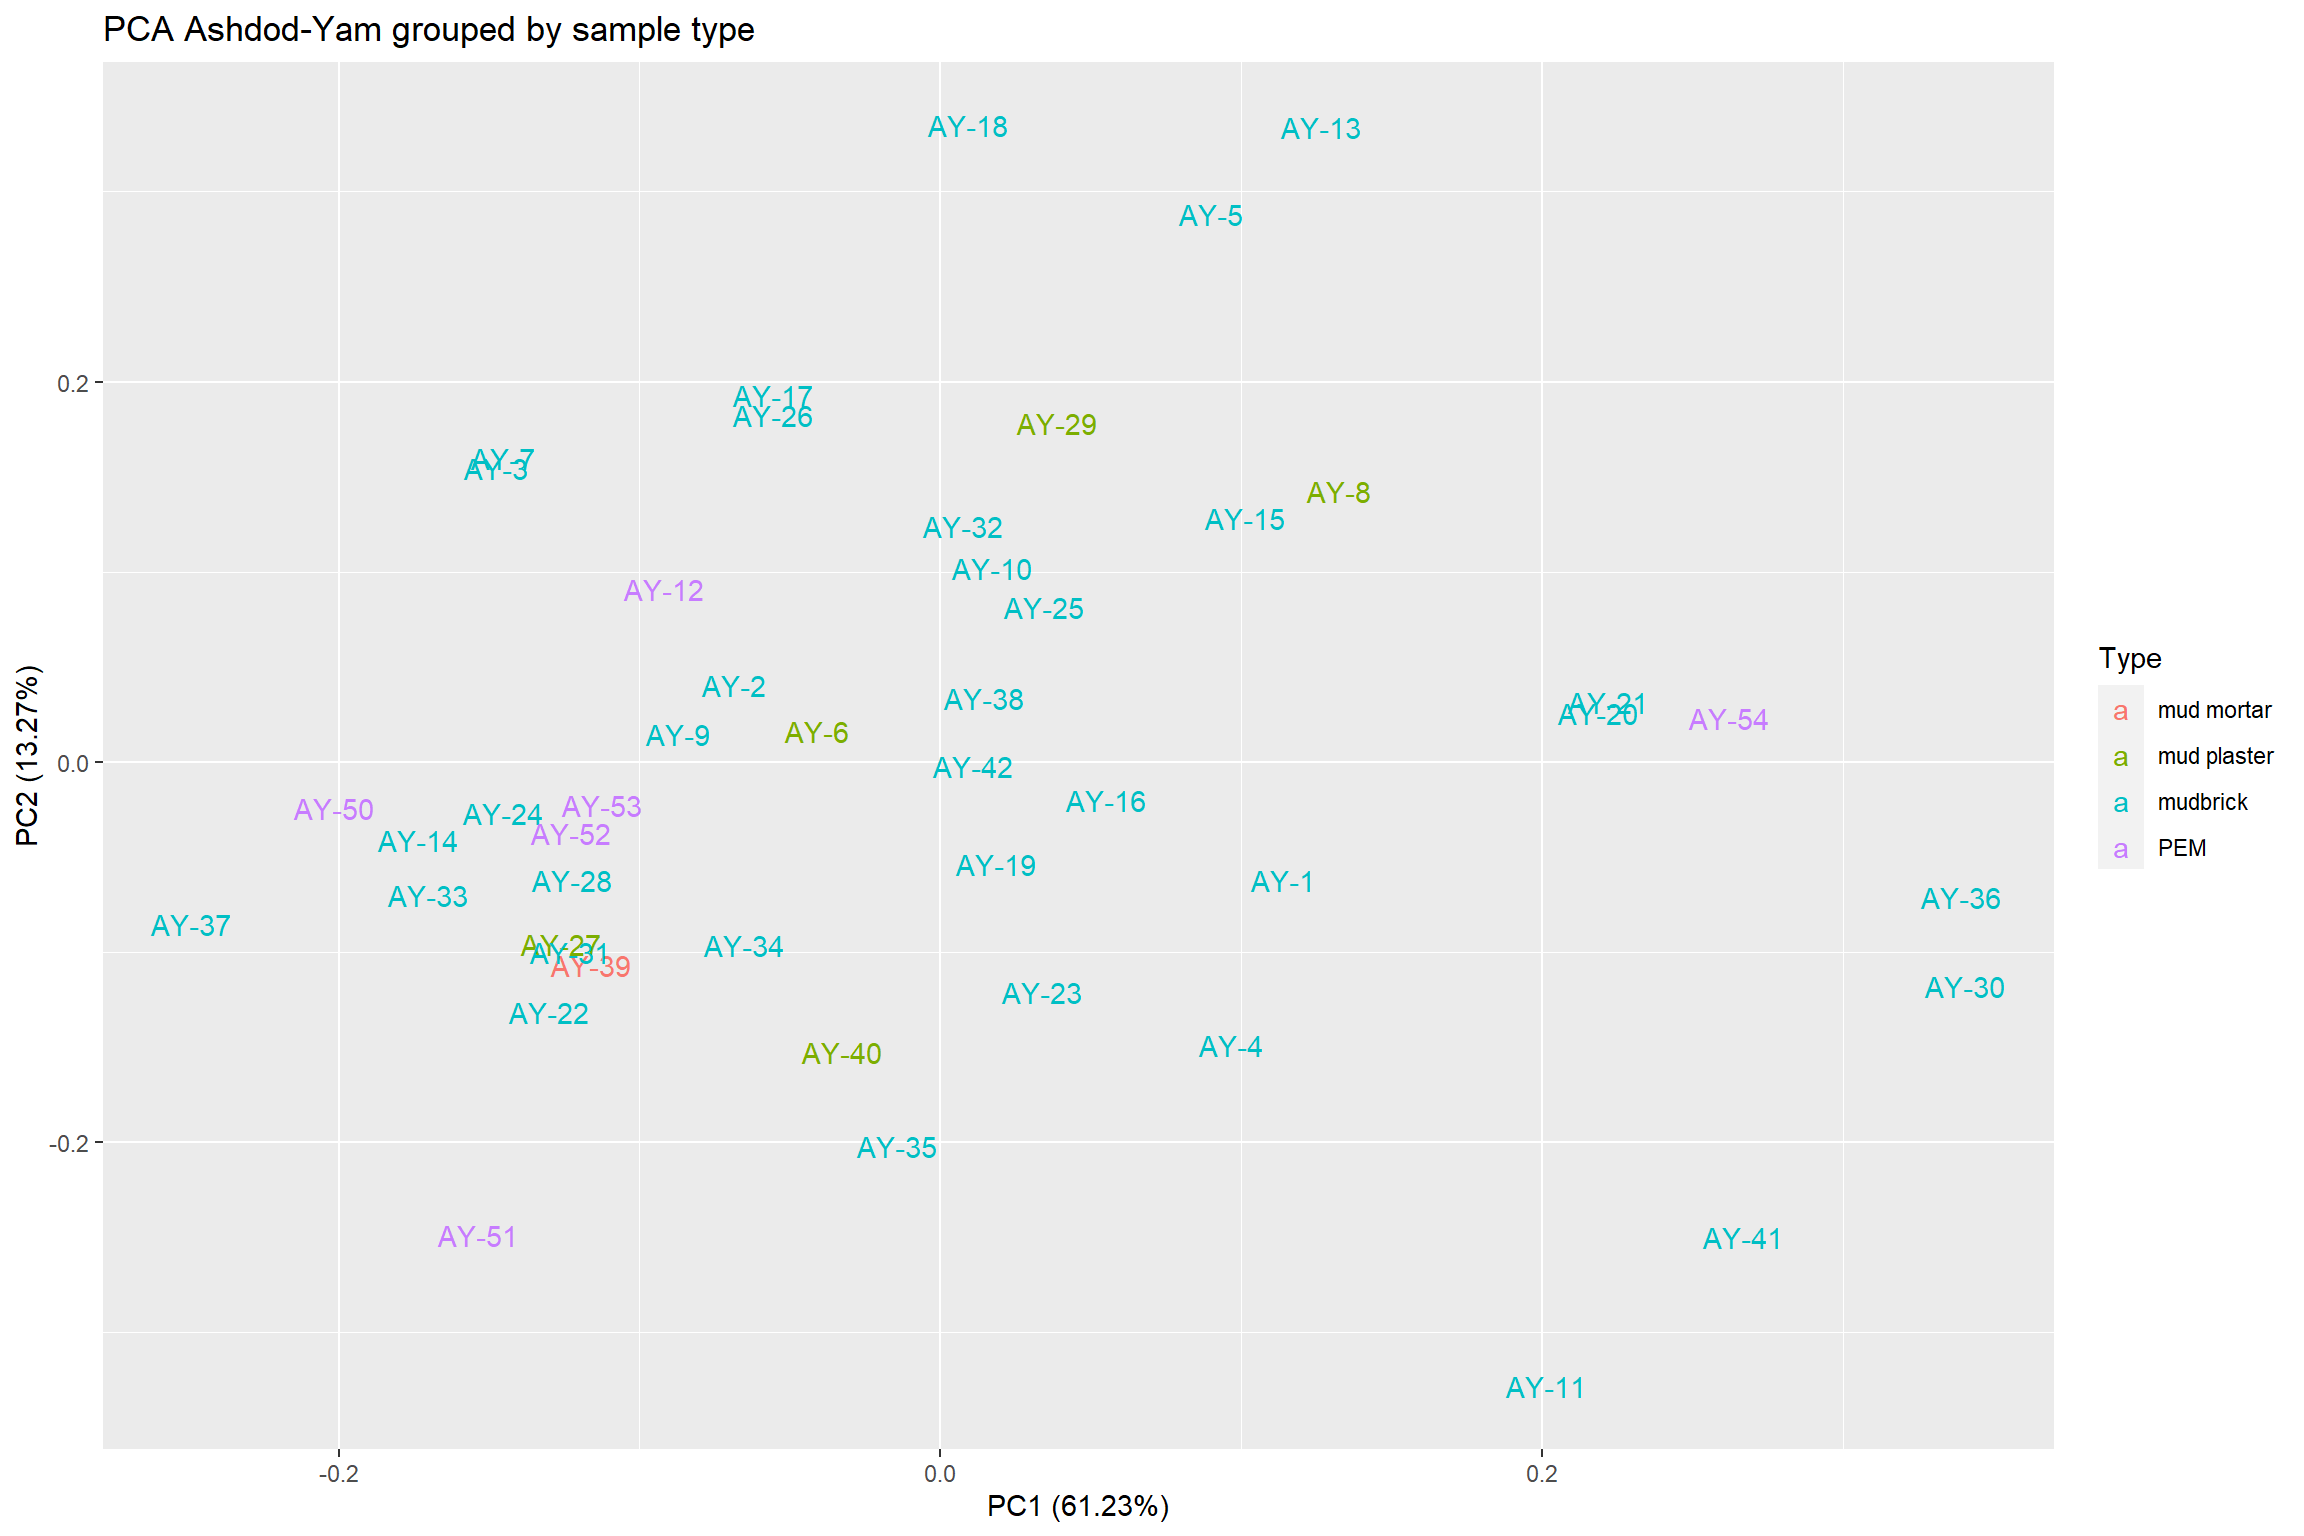 PCA Ashdod-Yam grouped by sample type
AY-18
AY-13
AY-5
0.2
AY-17
AY-26
AY-29
AY-7
AY-3
AY-8
AY-15
AY-32
AY-10
AY-12
AY-25
AY-2
AY-38
AY-21
AY-20
AY-54
AY-9
AY-6
0.0
AY-42
AY-50
AY-24
AY-53
AY-16
AY-52
AY-14
AY-19
AY-28
AY-1
AY-33
AY-36
AY-37
AY-27
AY-31
AY-34
AY-39
AY-30
AY-23
AY-22
AY-4
AY-40
-0.2
AY-35
AY-51
AY-41
AY-11
-0.2
0.0
0.2
PC1 (61.23%)
PC2 (13.27%)
Type
a mud mortar
a mud plaster
a mudbrick
a PEM